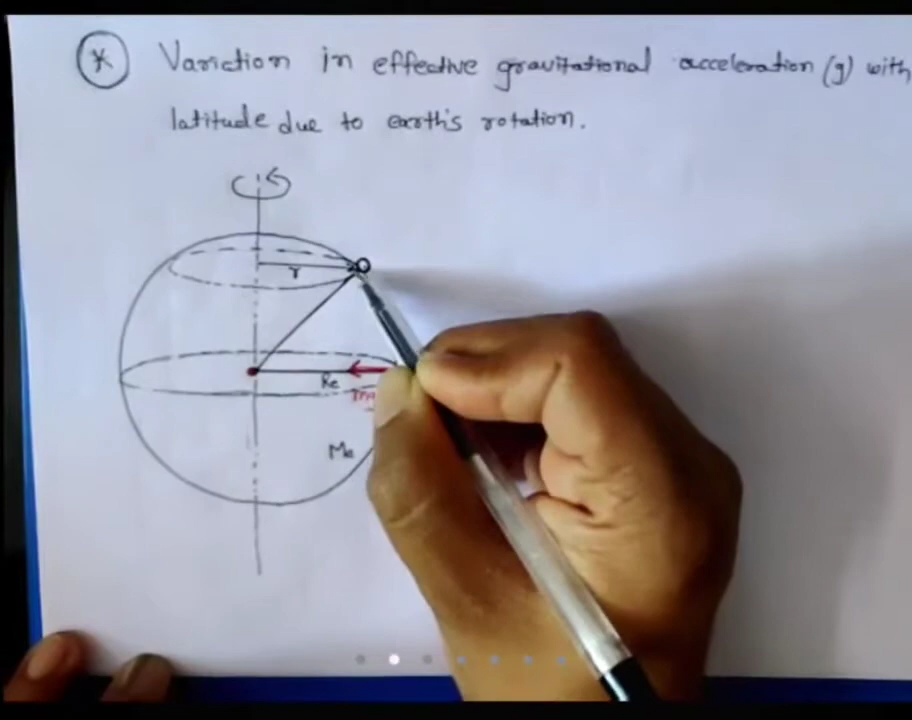 * Variation in effective gravitational acceleration (g) with
latitude due to earth's rotation.
r
Re
Me